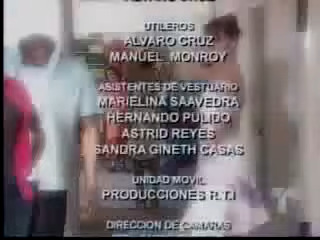 UTILEROS
ALVARO CRUZ
MANUEL MONROY
ASISTENTES DE VESTUARIO
MARIELINA SAAVEDRA
HERNANDO PULIDO
ASTRID REYES
SANDRA GINETH CASAS
UNIDAD MOVIL
PRODUCCIONES R.T.I
DIRECCION DE CAMARAS